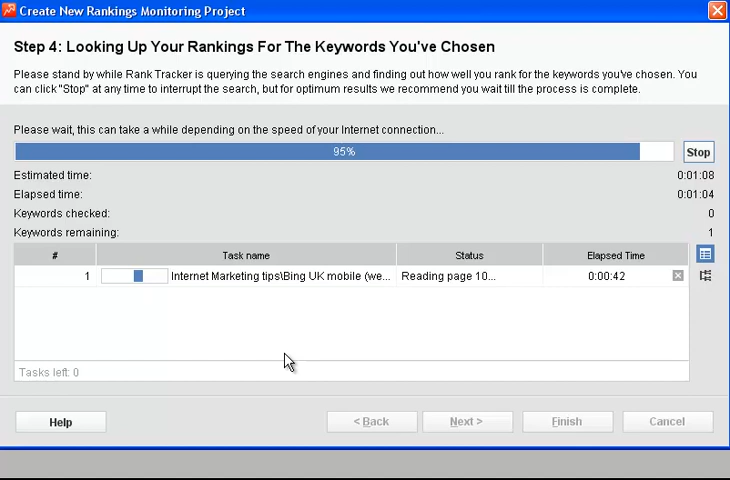 Create New Rankings Monitoring Project
Step 4: Looking Up Your Rankings For The Keywords You've Chosen
Please stand by while Rank Tracker is querying the search engines and finding out how well you rank for the keywords you've chosen. You
can click "Stop" at any time to interrupt the search, but for optimum results we recommend you wait till the process is complete.
Please wait, this can take a while depending on the speed of your Internet connection...
95%
Stop
Estimated time: 0:01:08
Elapsed time: 0:01:04
Keywords checked: 0
Keywords remaining: 1
# Task name Status Elapsed Time
1 Internet Marketing tips\Bing UK mobile (we... Reading page 10... 0:00:42
Tasks left: 0
Help < Back Next > Finish Cancel